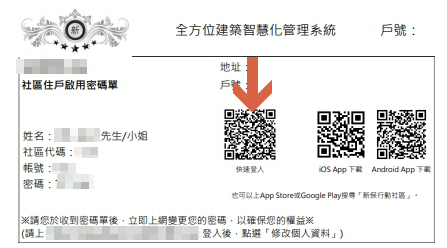 新
全方位建築智慧化管理系統
戶號：
地址
戶號
社區住戶啟用密碼單
姓名：
先生/小姐
社區代碼：
帳號：
密碼：
快速登入
iOS App 下載
Android App 下載
也可以上App Store或Google Play搜尋「新保行動社區」。
※請您於收到密碼單後，立即上網變更您的密碼，以確保您的權益※
(請上
登入後，點選「修改個人資料」)